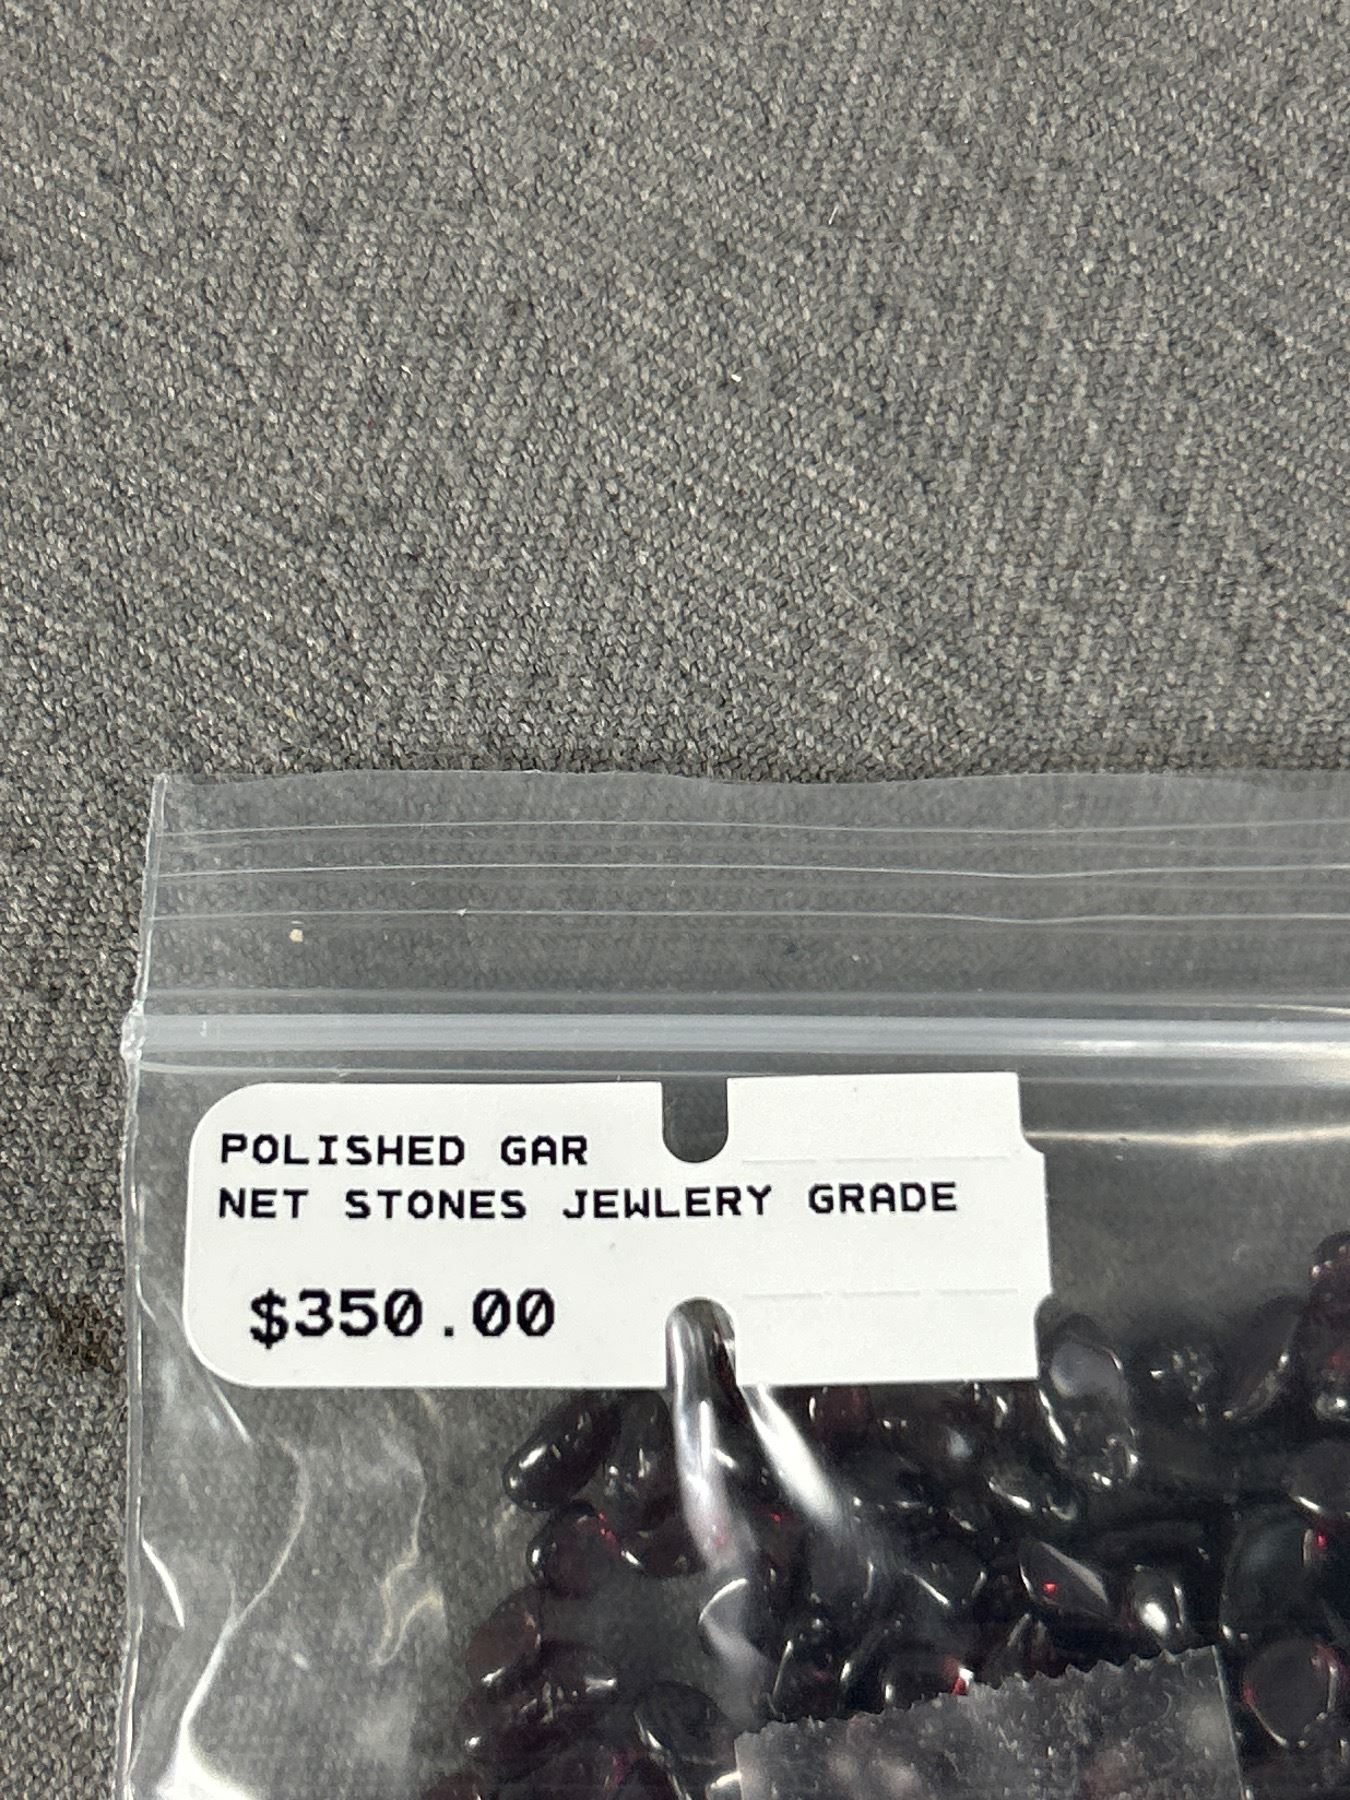 POLISHED GAR
NET STONES JEWLERY GRADE
$350.00